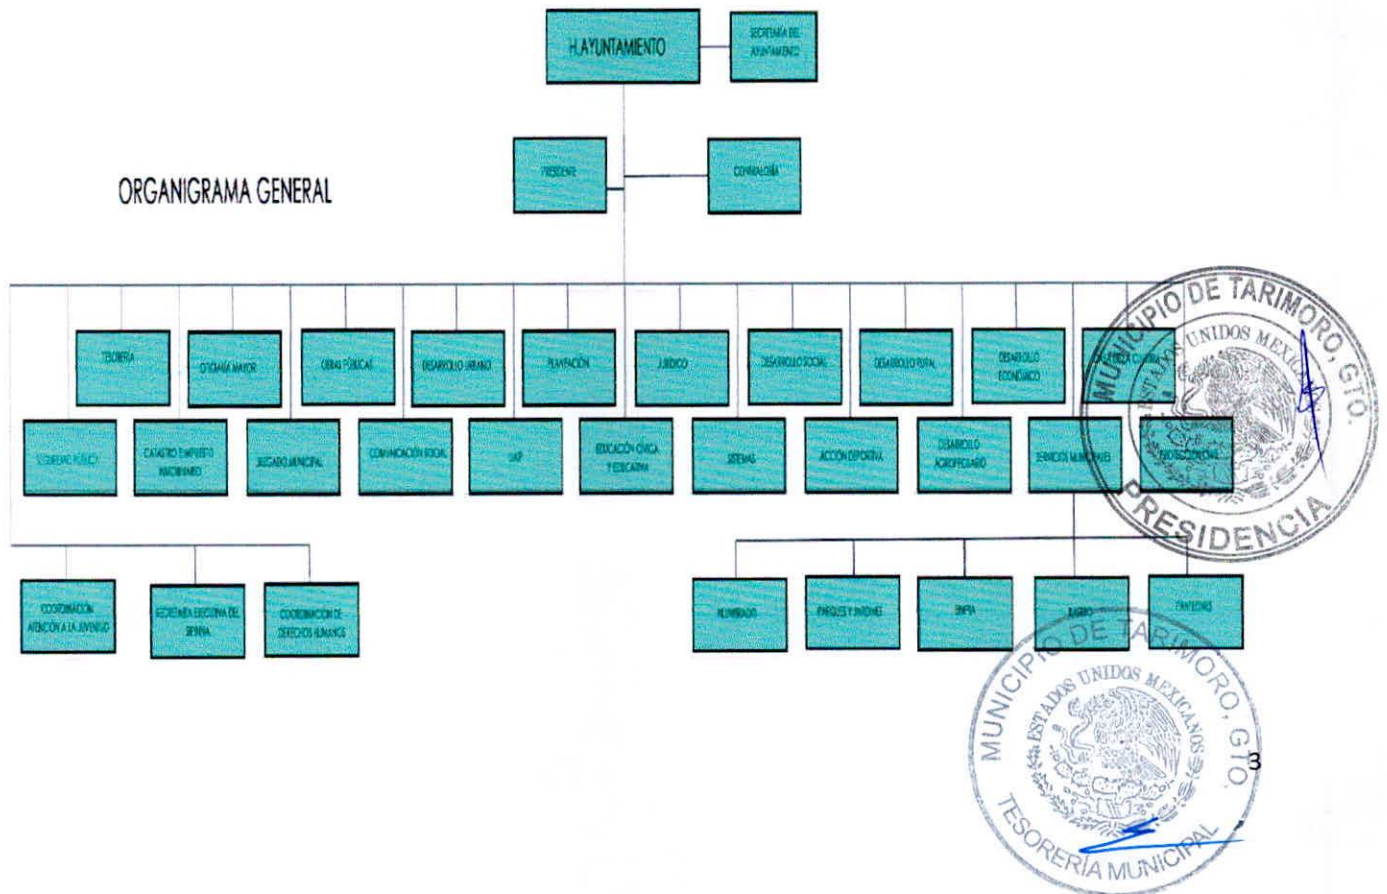 H.AYUNTAMIENTO
SECRETARÍA DEL
AYUNTAMIENTO
PRESIDENTE
CONTRALORÍA
ORGANIGRAMA GENERAL
TESORERÍA
OFICIALÍA MAYOR
OBRAS PÚBLICAS
DESARROLLO URBANO
PLANEACIÓN
JURÍDICO
DESARROLLO SOCIAL
DESARROLLO RURAL
DESARROLLO
ECONÓMICO
SEGURIDAD PÚBLICA
CATASTRO E IMPUESTO
INMOBILIARIO
JUZGADO MUNICIPAL
COMUNICACIÓN SOCIAL
UAIP
EDUCACIÓN CÍVICA
Y EDUCATIVA
SISTEMAS
ACCIÓN DEPORTIVA
DESARROLLO
AGROPECUARIO
SERVICIOS MUNICIPALES
PROTECCIÓN CIVIL
COORDINACIÓN
ATENCIÓN A LA JUVENTUD
SECRETARÍA EJECUTIVA DEL
SIPINNA
COORDINACION DE
DERECHOS HUMANOS
ALUMBRADO
PARQUES Y JARDINES
LIMPIA
RASTRO
PANTEONES
MUNICIPIO DE TARIMORO, GTO.
ESTADOS UNIDOS MEXICANOS
PRESIDENCIA
MUNICIPIO DE TARIMORO, GTO.
ESTADOS UNIDOS MEXICANOS
TESORERÍA MUNICIPAL
3